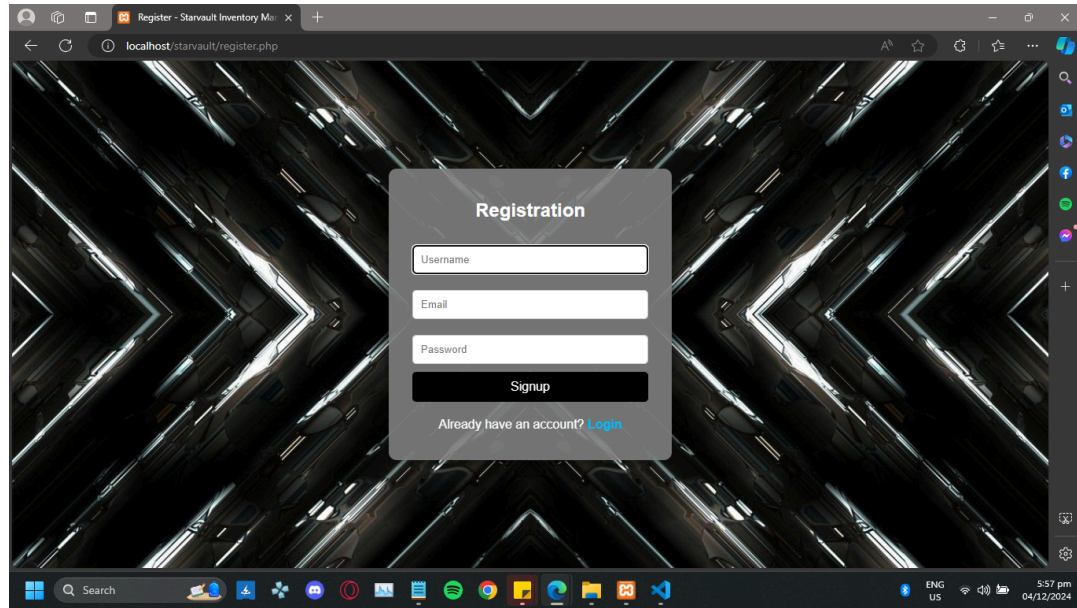 Register - Starvault Inventory Mar
localhost/starvault/register.php
Registration
Username
Email
Password
Signup
Already have an account? Login
Search
ENG
US
5:57 pm
04/12/2024